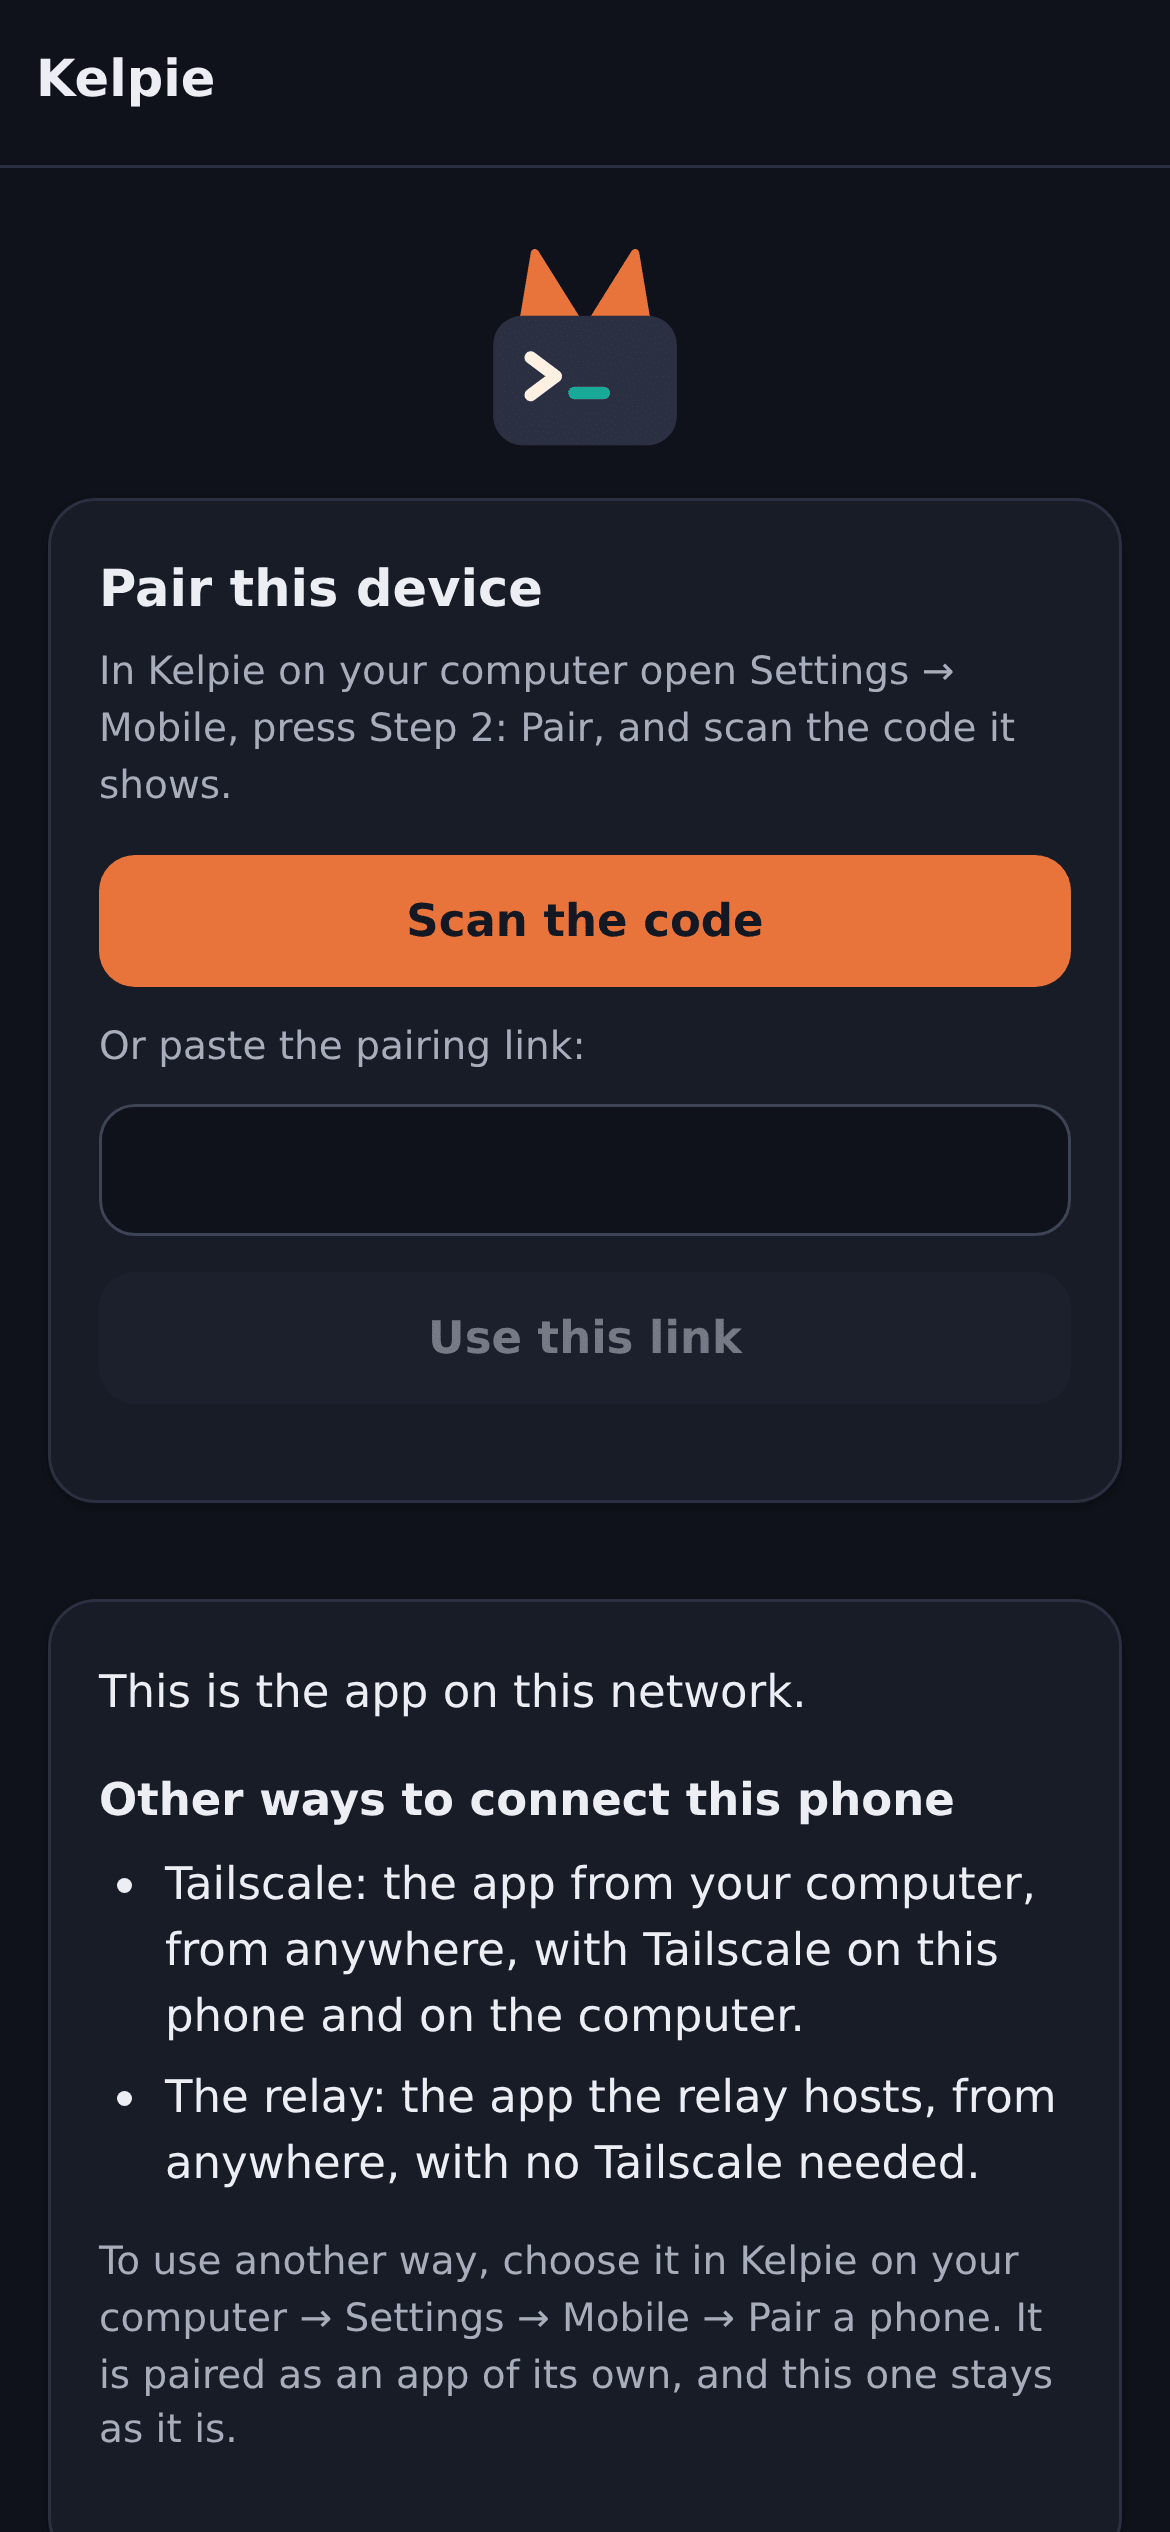 Kelpie
>_
Pair this device
In Kelpie on your computer open Settings →
Mobile, press Step 2: Pair, and scan the code it
shows.
Scan the code
Or paste the pairing link:
Use this link
This is the app on this network.
Other ways to connect this phone
• Tailscale: the app from your computer,
from anywhere, with Tailscale on this
phone and on the computer.
• The relay: the app the relay hosts, from
anywhere, with no Tailscale needed.
To use another way, choose it in Kelpie on your
computer → Settings → Mobile → Pair a phone. It
is paired as an app of its own, and this one stays
as it is.